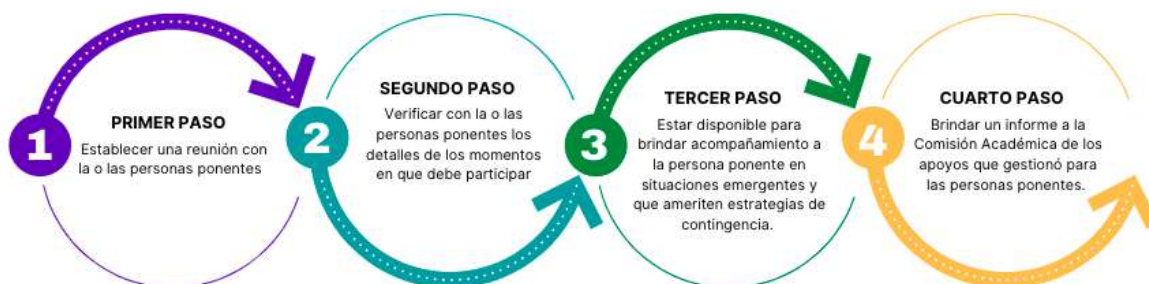 1
PRIMER PASO
Establecer una reunión con
la o las personas ponentes
2
SEGUNDO PASO
Verificar con la o las
personas ponentes los
detalles de los momentos
en que debe participar
3
TERCER PASO
Estar disponible para
brindar acompañamiento a
la persona ponente en
situaciones emergentes y
que ameriten estrategias de
contingencia.
4
CUARTO PASO
Brindar un informe a la
Comisión Académica de los
apoyos que gestionó para
las personas ponentes.